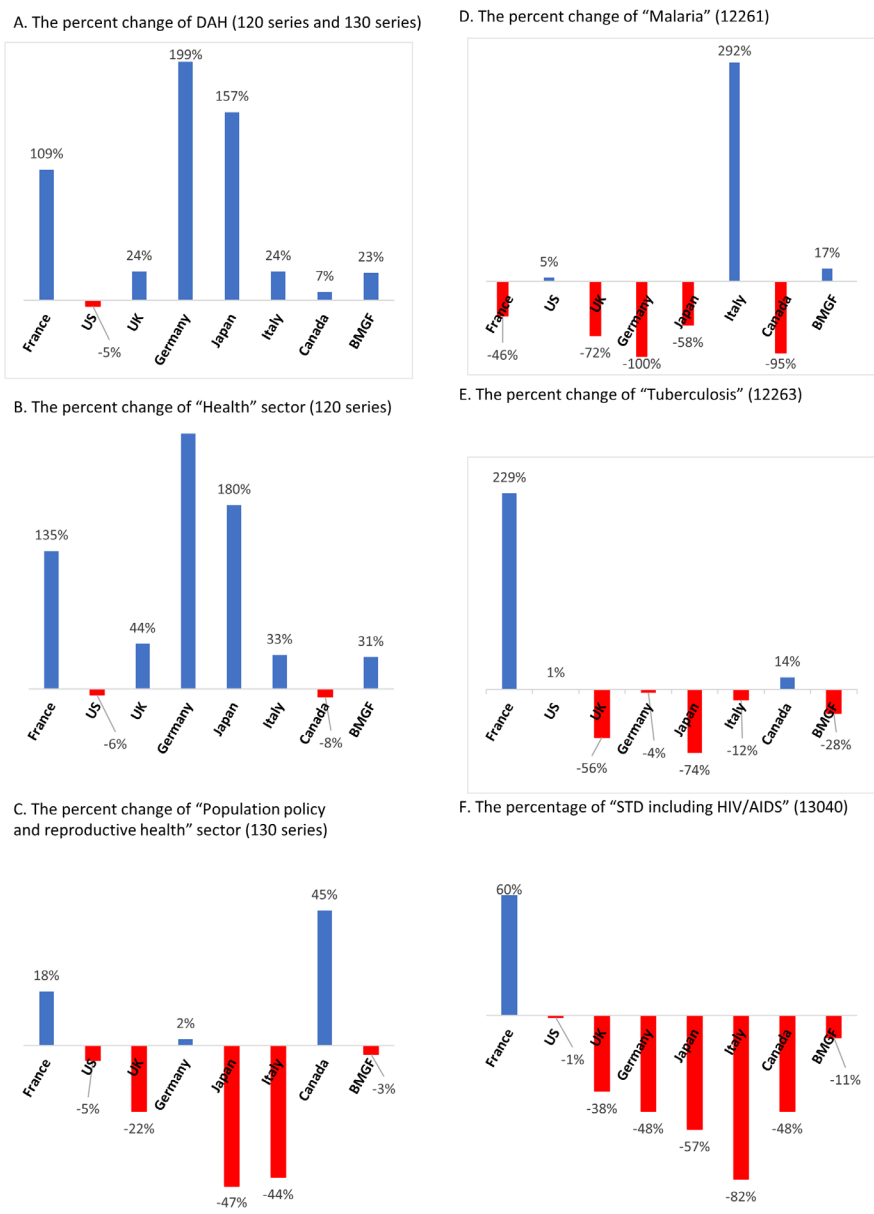 A. The percent change of DAH (120 series and 130 series)
199%
157%
109%
24%
24%
7%
23%
-5%
France
US
UK
Germany
Japan
Italy
Canada
BMGF
B. The percent change of “Health” sector (120 series)
180%
135%
44%
33%
31%
-6%
-8%
France
US
UK
Germany
Japan
Italy
Canada
BMGF
C. The percent change of “Population policy
and reproductive health” sector (130 series)
45%
18%
2%
-5%
-22%
-47%
-44%
-3%
France
US
UK
Germany
Japan
Italy
Canada
BMGF
D. The percent change of “Malaria” (12261)
292%
5%
17%
-46%
-72%
-100%
-58%
-95%
France
US
UK
Germany
Japan
Italy
Canada
BMGF
E. The percent change of “Tuberculosis” (12263)
229%
1%
14%
-56%
-4%
-74%
-12%
-28%
France
US
UK
Germany
Japan
Italy
Canada
BMGF
F. The percentage of “STD including HIV/AIDS” (13040)
60%
-1%
-38%
-48%
-57%
-82%
-48%
-11%
France
US
UK
Germany
Japan
Italy
Canada
BMGF